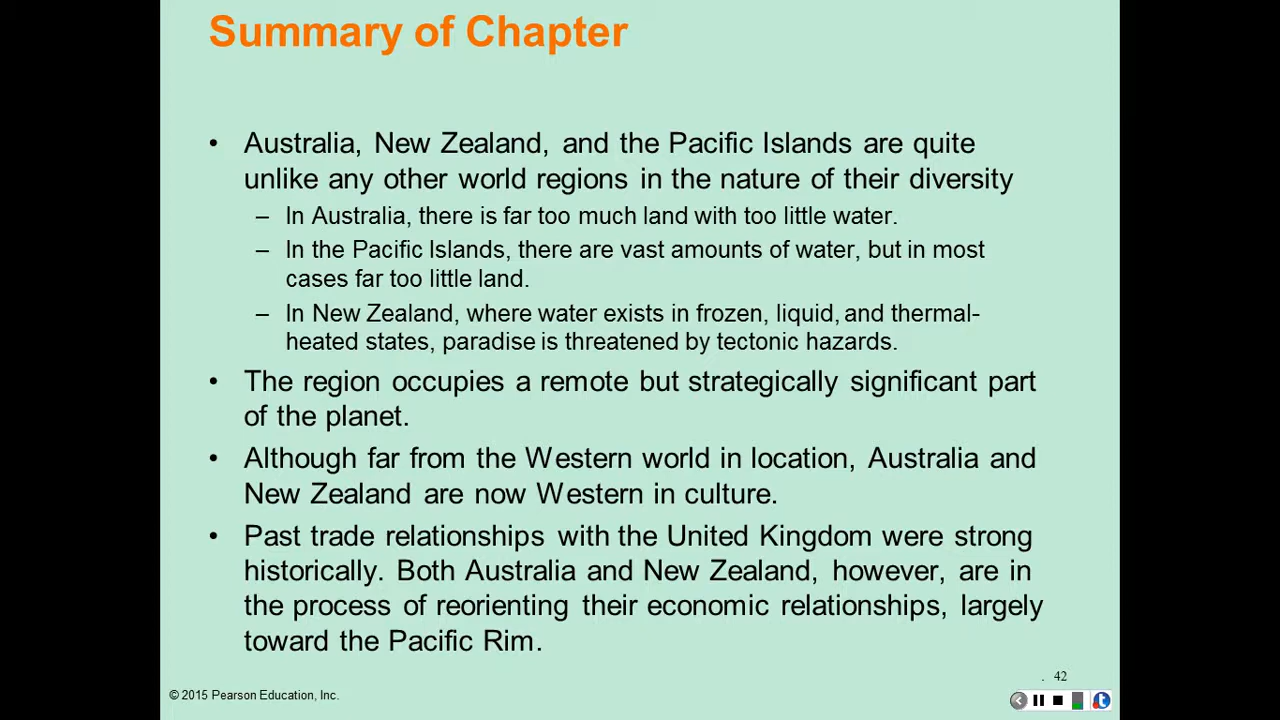 Summary of Chapter
• Australia, New Zealand, and the Pacific Islands are quite
unlike any other world regions in the nature of their diversity
– In Australia, there is far too much land with too little water.
– In the Pacific Islands, there are vast amounts of water, but in most
cases far too little land.
– In New Zealand, where water exists in frozen, liquid, and thermal-
heated states, paradise is threatened by tectonic hazards.
• The region occupies a remote but strategically significant part
of the planet.
• Although far from the Western world in location, Australia and
New Zealand are now Western in culture.
• Past trade relationships with the United Kingdom were strong
historically. Both Australia and New Zealand, however, are in
the process of reorienting their economic relationships, largely
toward the Pacific Rim.
. 42
© 2015 Pearson Education, Inc.
t